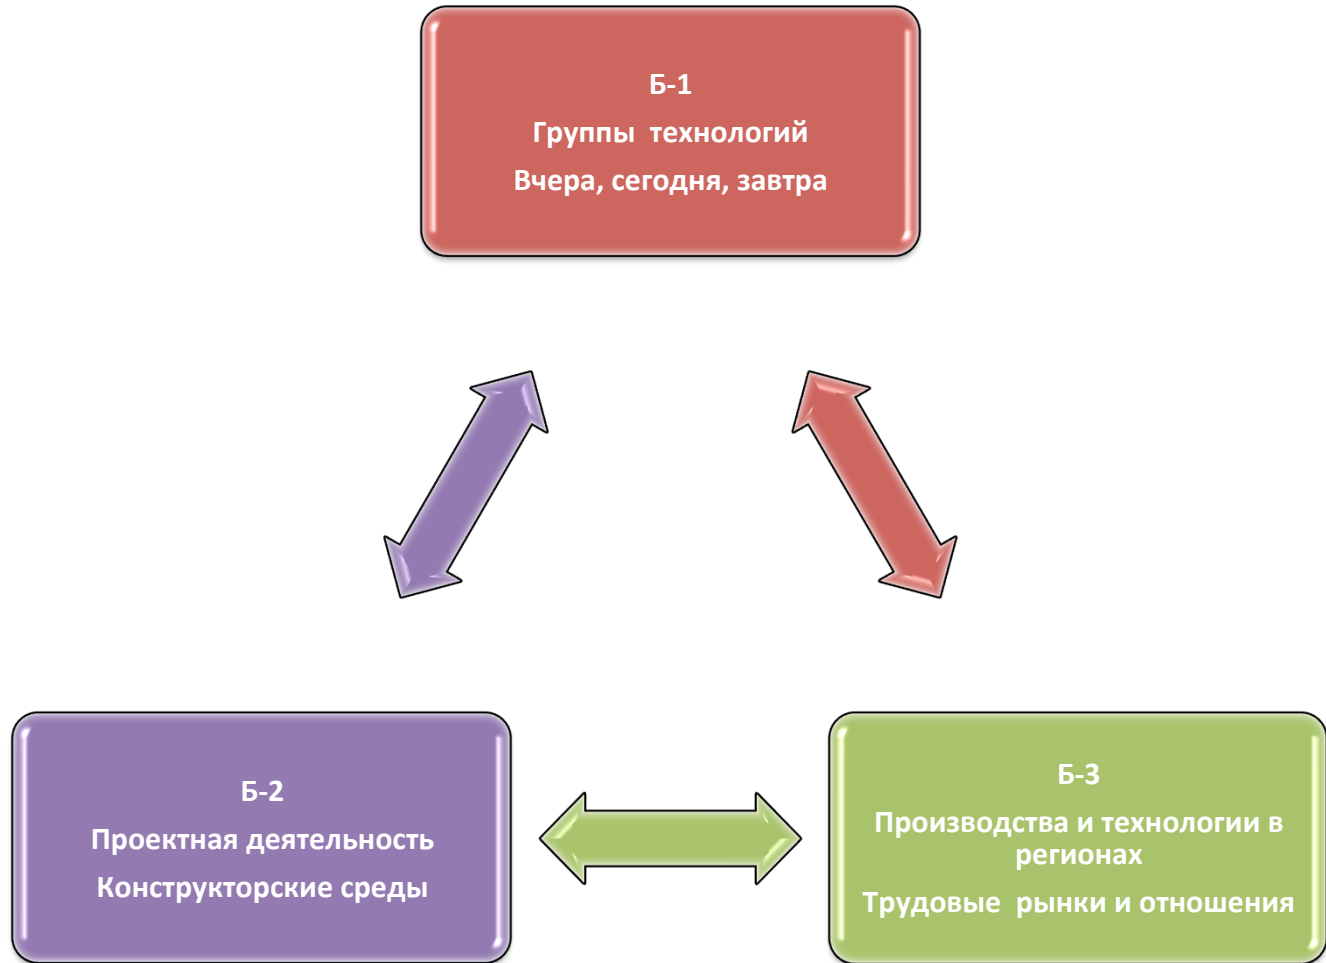 Б-1
Группы  технологий
Вчера, сегодня, завтра
Б-2
Проектная деятельность
Конструкторские среды
Б-3
Производства и технологии в
регионах
Трудовые  рынки и отношения